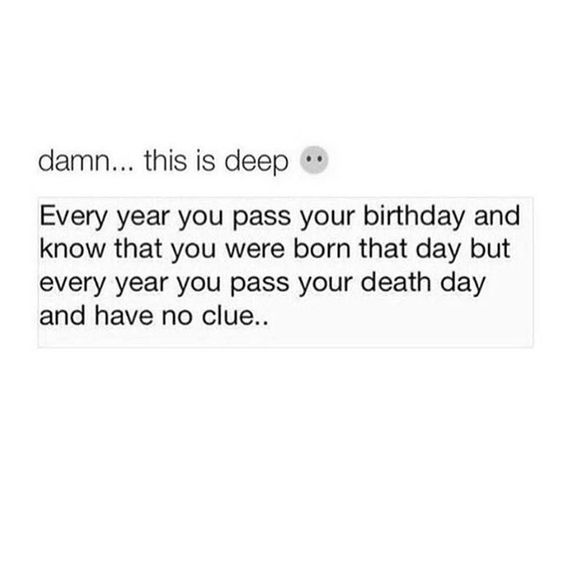 damn... this is deep 😶
Every year you pass your birthday and
know that you were born that day but
every year you pass your death day
and have no clue..